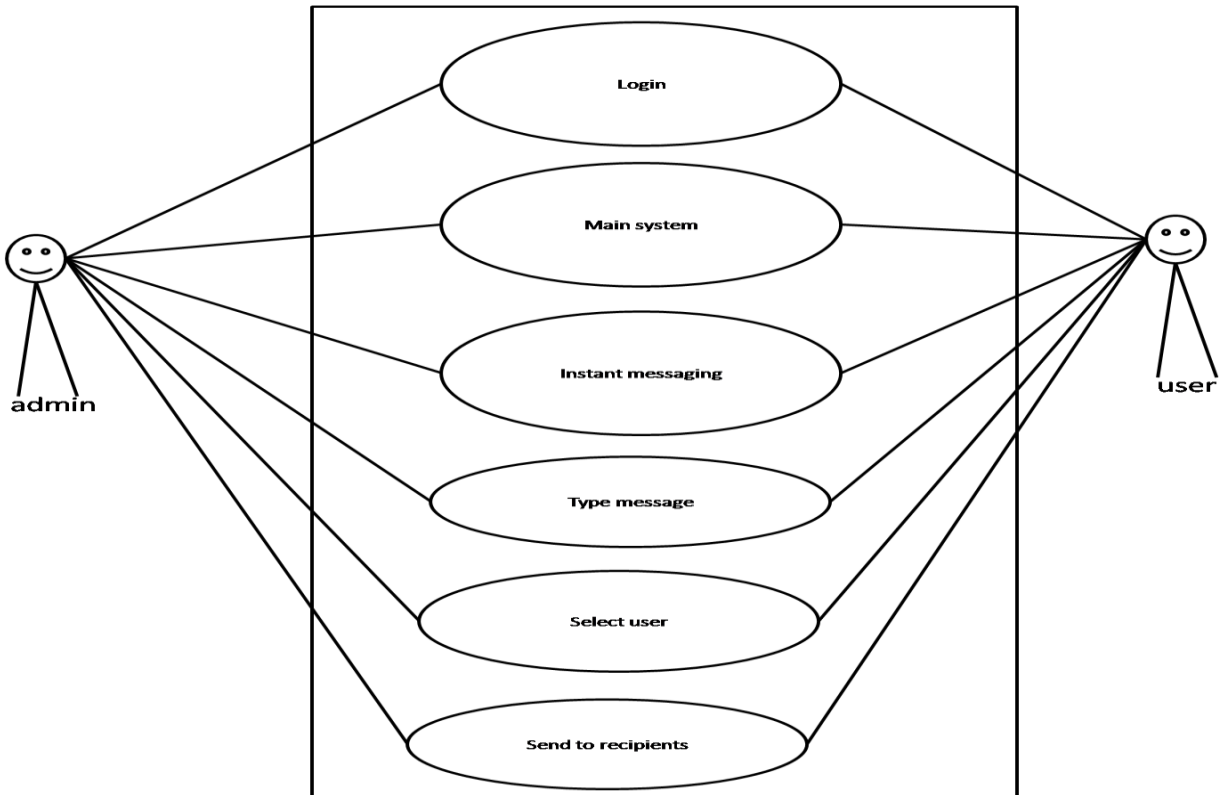 Login
Main system
Instant messaging
admin
user
Type message
Select user
Send to recipients